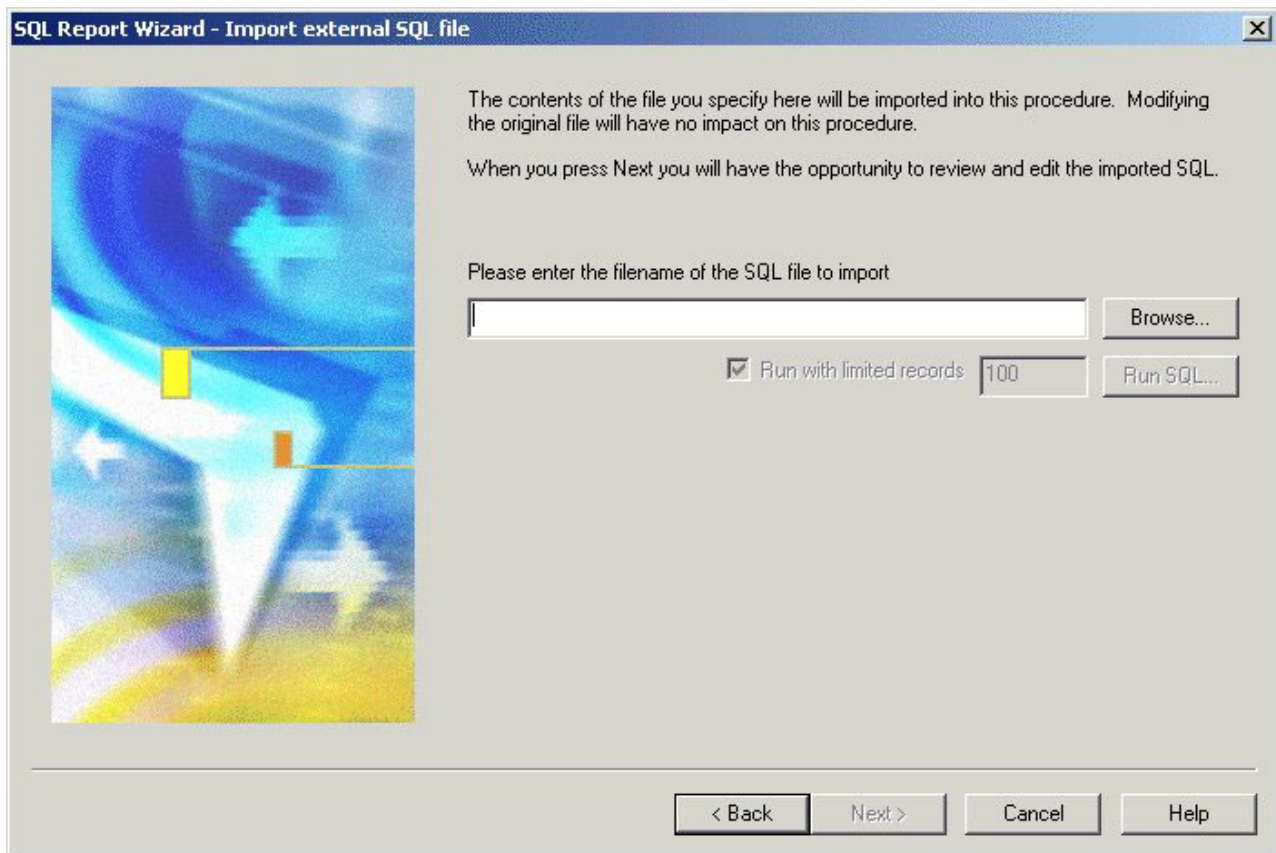 SQL Report Wizard - Import external SQL file
The contents of the file you specify here will be imported into this procedure. Modifying
the original file will have no impact on this procedure.
When you press Next you will have the opportunity to review and edit the imported SQL.
Please enter the filename of the SQL file to import
Browse...
Run with limited records 100 Run SQL...
< Back Next > Cancel Help